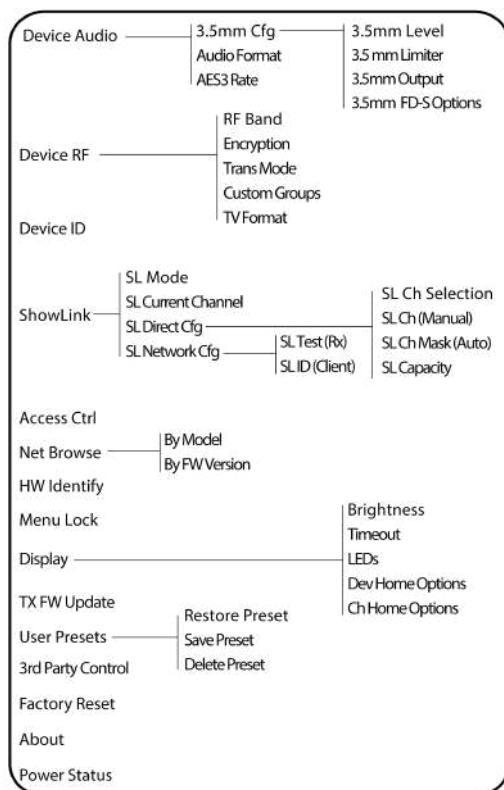 Device Audio
3.5mm Cfg
Audio Format
AES3 Rate
3.5mm Level
3.5 mm Limiter
3.5mm Output
3.5mm FD-S Options
Device RF
RF Band
Encryption
Trans Mode
Custom Groups
TV Format
Device ID
ShowLink
SL Mode
SL Current Channel
SL Direct Cfg
SL Network Cfg
SL Test (Rx)
SL ID (Client)
SL Ch Selection
SL Ch (Manual)
SL Ch Mask (Auto)
SL Capacity
Access Ctrl
Net Browse
By Model
By FW Version
HW Identify
Menu Lock
Display
Brightness
Timeout
LEDs
Dev Home Options
Ch Home Options
TX FW Update
User Presets
Restore Preset
Save Preset
Delete Preset
3rd Party Control
Factory Reset
About
Power Status